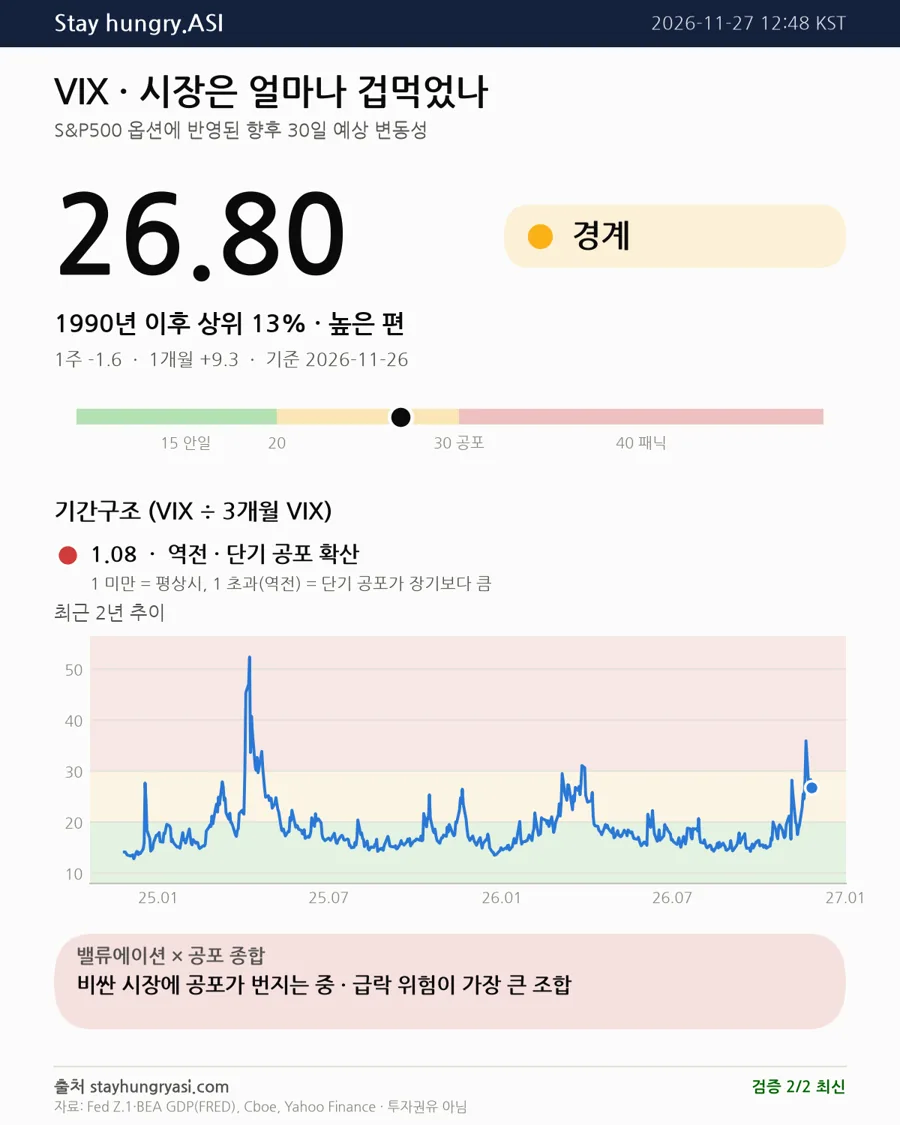 Stay hungry.ASI
2026-11-27 12:48 KST
VIX · 시장은 얼마나 겁먹었나
S&P500 옵션에 반영된 향후 30일 예상 변동성
26.80
경계
1990년 이후 상위 13% · 높은 편
1주 -1.6 · 1개월 +9.3 · 기준 2026-11-26
15 안일 20 30 공포 40 패닉
기간구조 (VIX ÷ 3개월 VIX)
1.08 · 역전 · 단기 공포 확산
1 미만 = 평상시, 1 초과(역전) = 단기 공포가 장기보다 큼
최근 2년 추이
50
40
30
20
10
25.01 25.07 26.01 26.07 27.01
밸류에이션 × 공포 종합
비싼 시장에 공포가 번지는 중 · 급락 위험이 가장 큰 조합
출처 stayhungryasi.com
검증 2/2 최신
자료: Fed Z.1·BEA GDP(FRED), Cboe, Yahoo Finance · 투자권유 아님